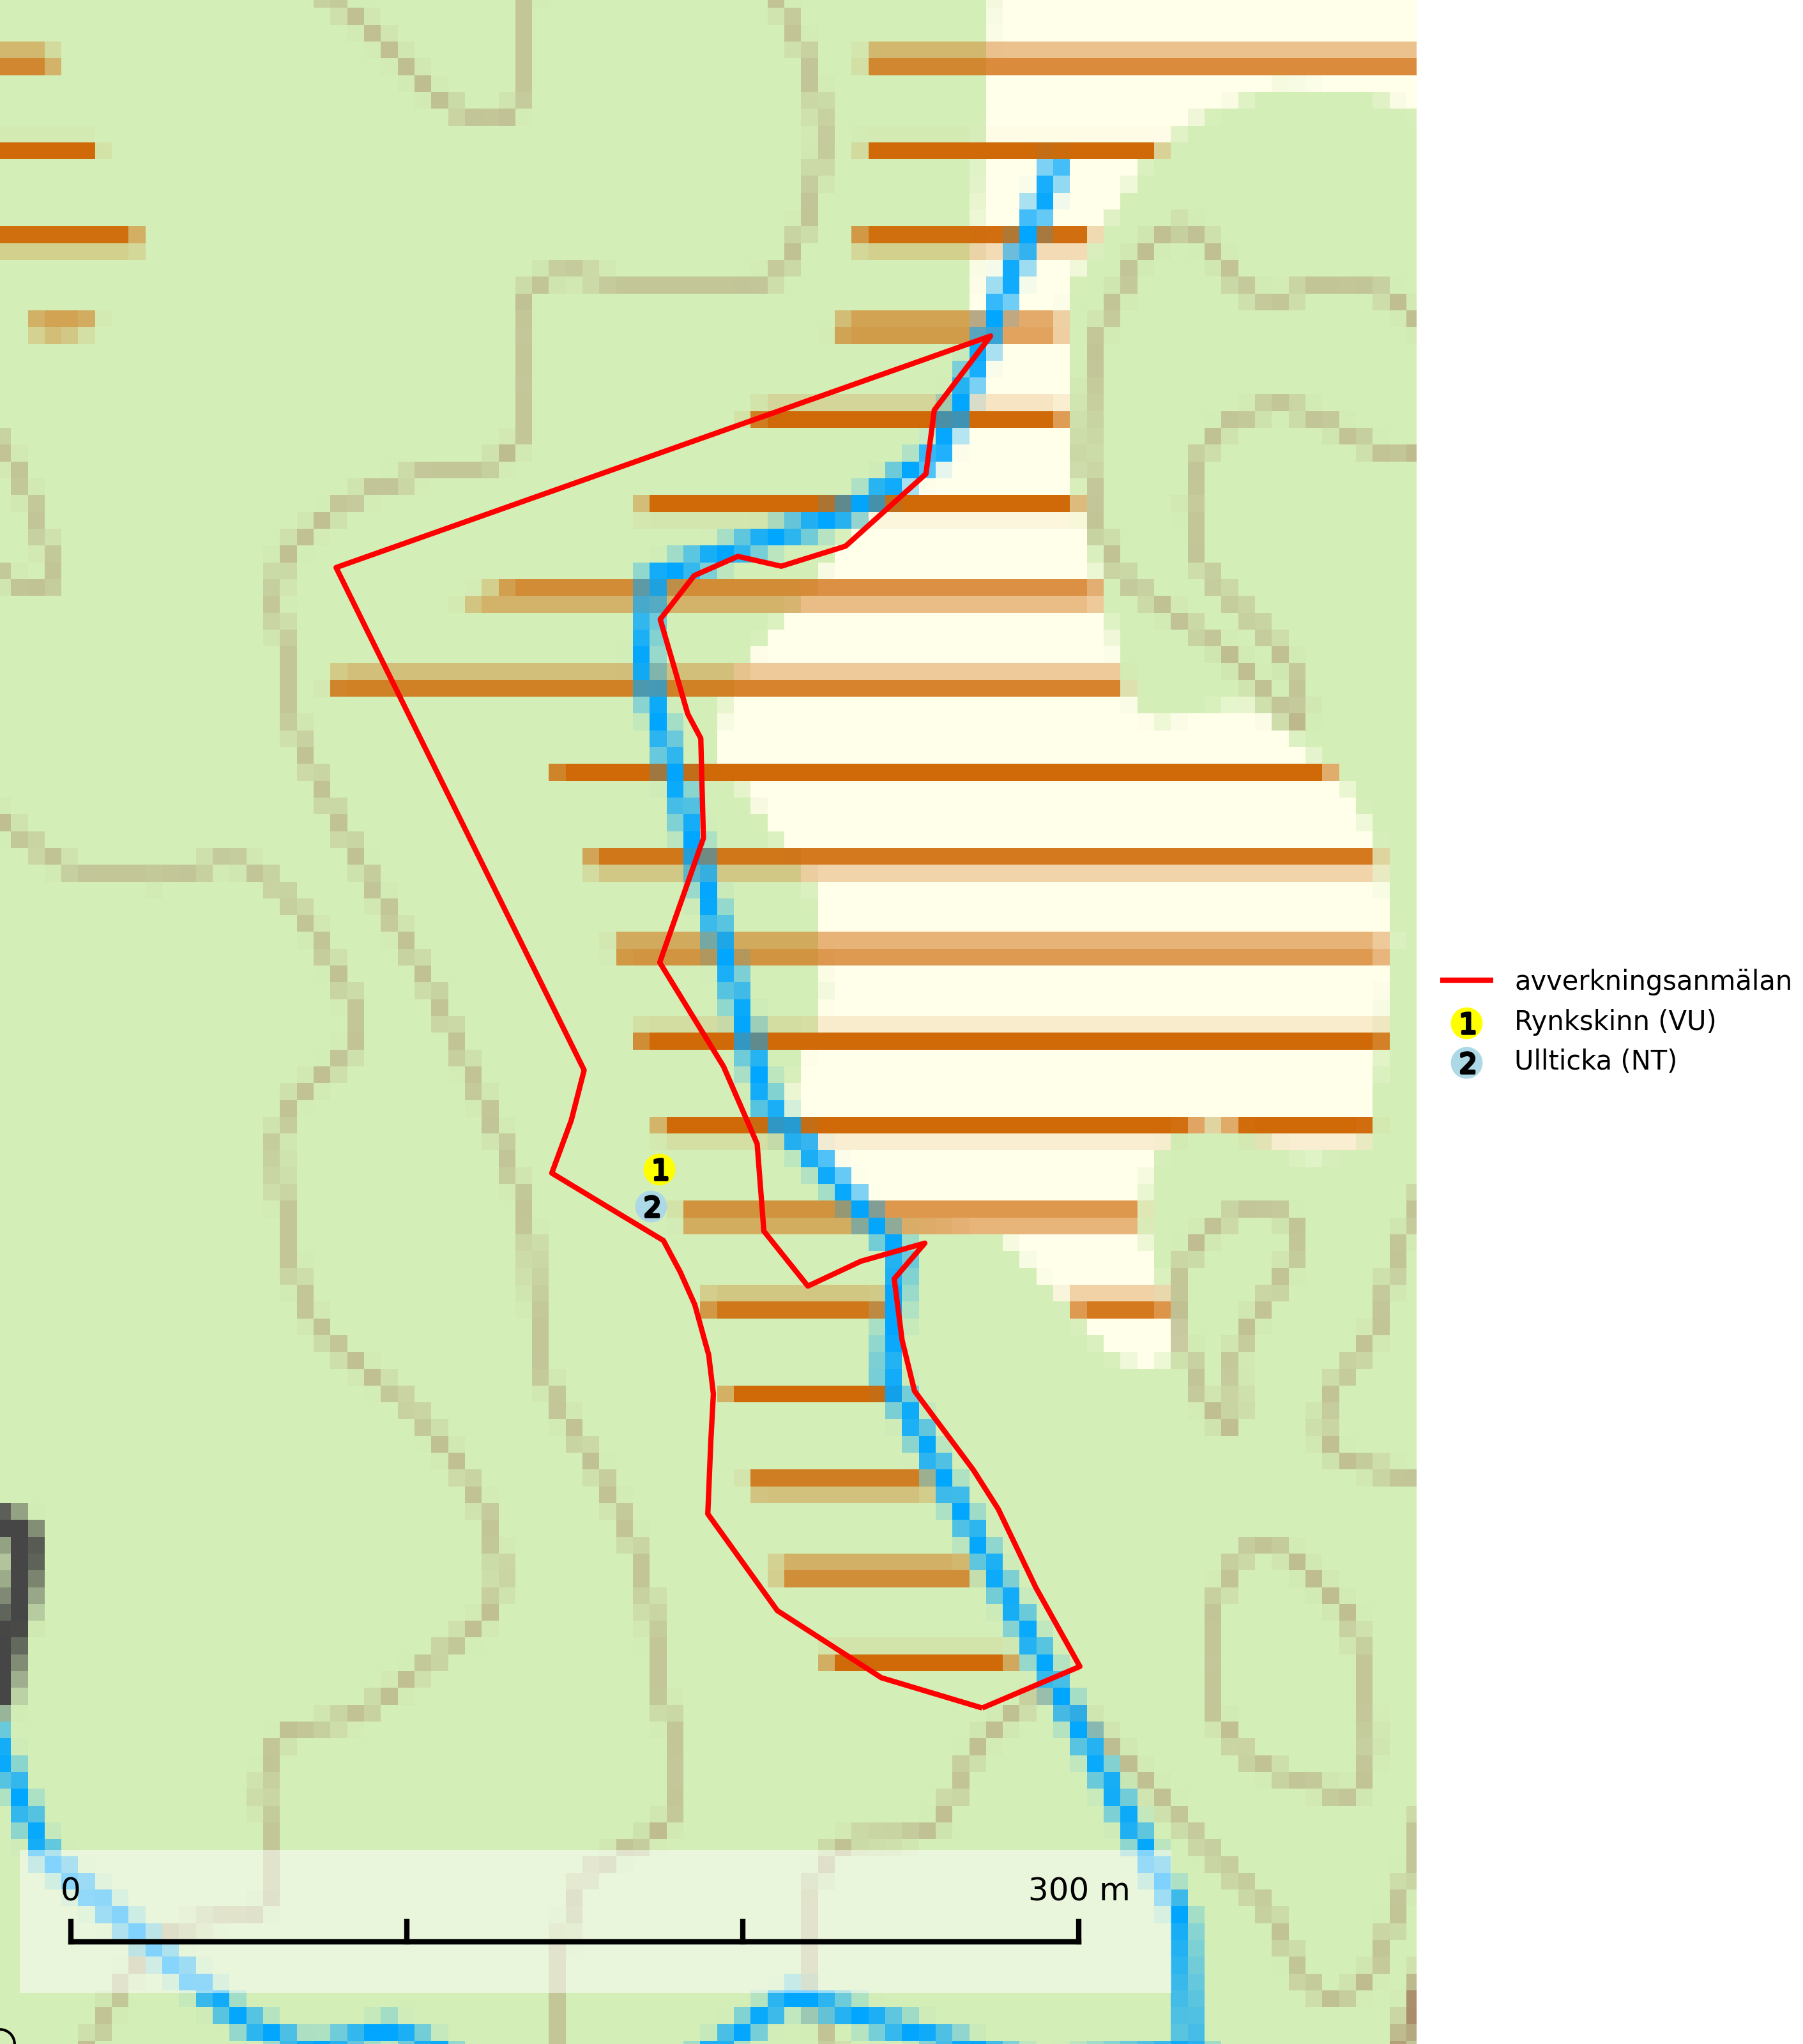 avverkningsanmälan
1 Rynkskinn (VU)
2 Ullticka (NT)
1
2
0 300 m